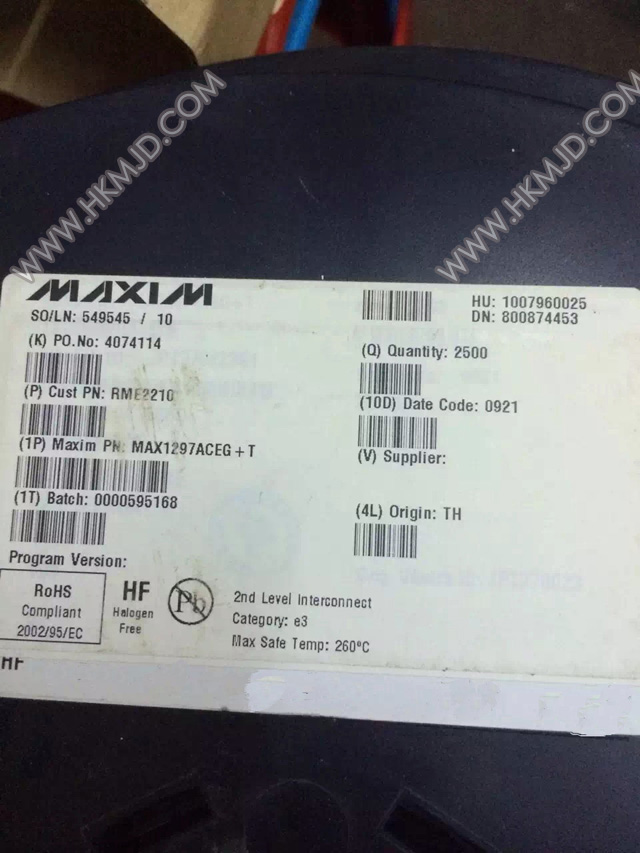 WWW.HKMJD.COM
WWW.HKMJD.COM
MAXIM
SO/LN: 549545 / 10
HU: 1007960025
DN: 800874453
(K) PO.No: 4074114
(Q) Quantity: 2500
(P) Cust PN: RME2210
(10D) Date Code: 0921
(1P) Maxim PN: MAX1297ACEG+T
(V) Supplier:
(1T) Batch: 0000595168
(4L) Origin: TH
Program Version:
RoHS
Compliant
2002/95/EC
HF
Halogen
Free
Pb
2nd Level Interconnect
Category: e3
Max Safe Temp: 260°C
HF